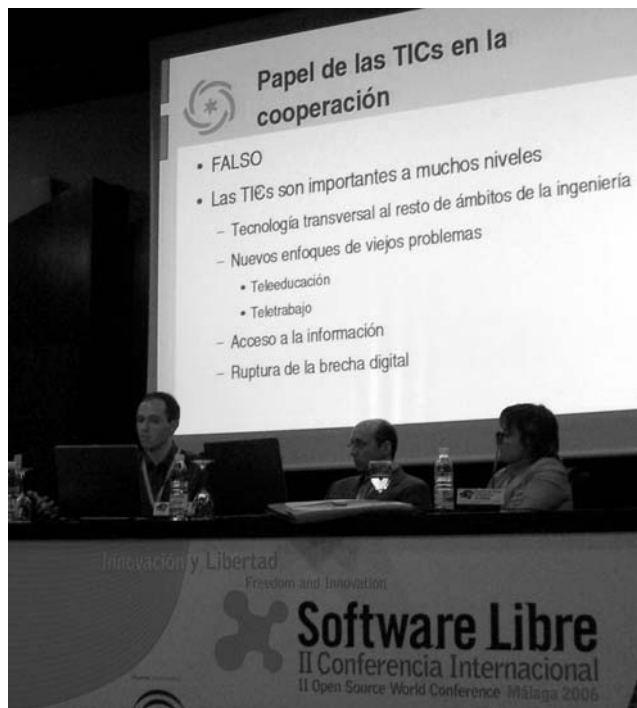 Papel de las TICs en la
cooperación
• FALSO
• Las TI€s son importantes a muchos niveles
– Tecnología transversal al resto de ámbitos de la ingeniería
– Nuevos enfoques de viejos problemas
• Teleeducación
• Teletrabajo
– Acceso a la información
– Ruptura de la brecha digital
Innovación y Libertad
Freedom and Innovation
Software Libre
II Conferencia Internacional
II Open Source World Conference Málaga 2006